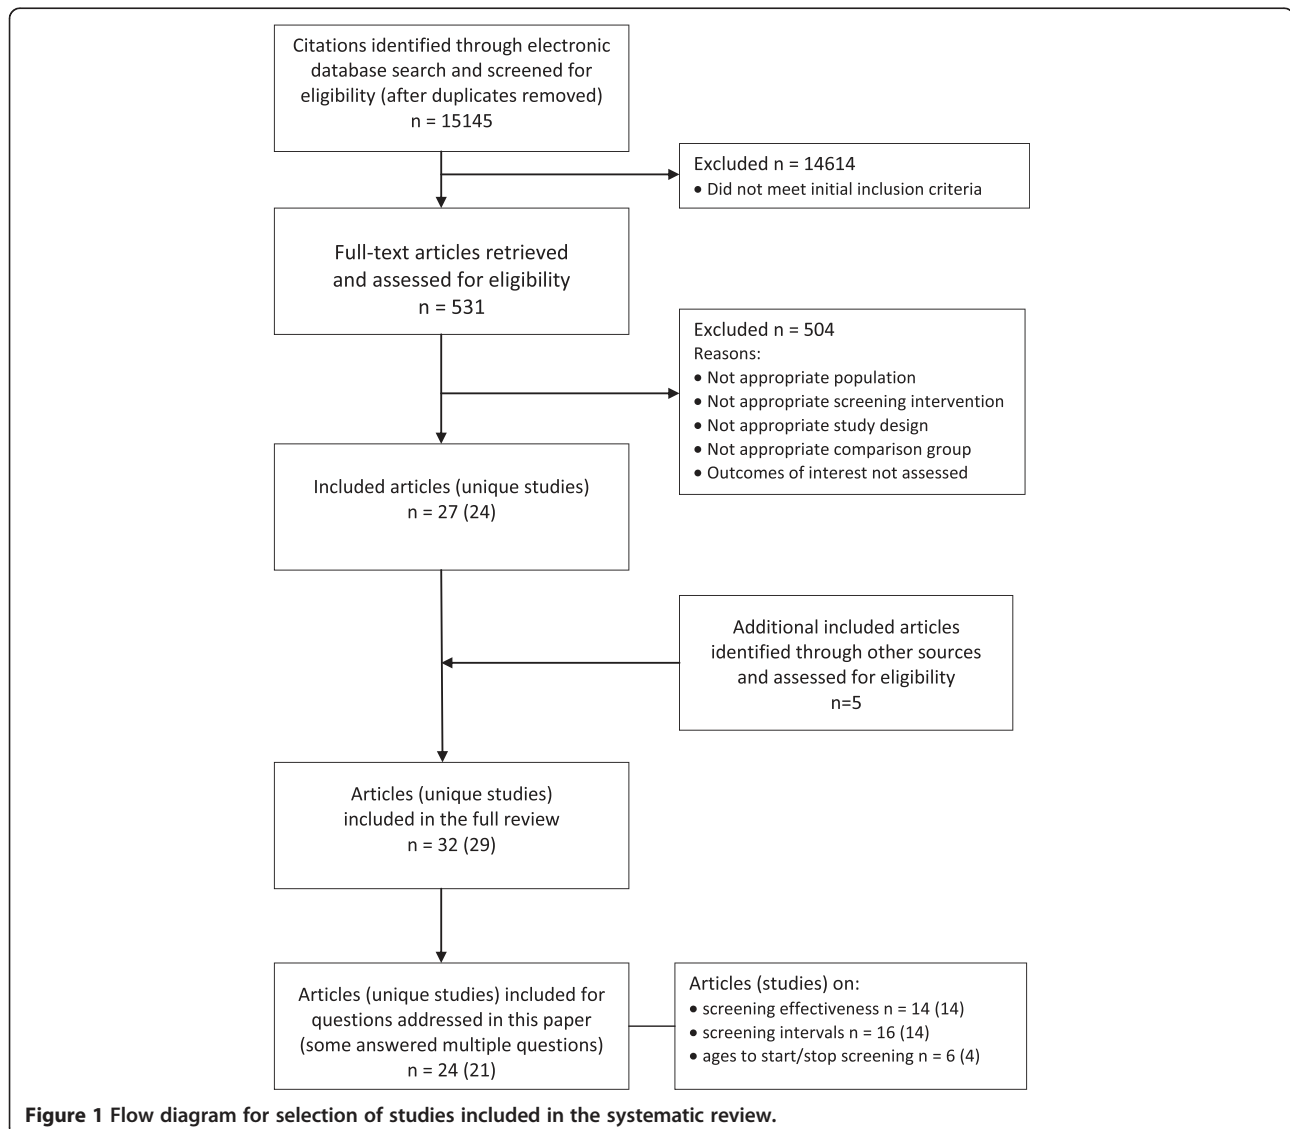 Citations identified through electronic
database search and screened for
eligibility (after duplicates removed)
n = 15145
Excluded n = 14614
• Did not meet initial inclusion criteria
Full-text articles retrieved
and assessed for eligibility
n = 531
Excluded n = 504
Reasons:
• Not appropriate population
• Not appropriate screening intervention
• Not appropriate study design
• Not appropriate comparison group
• Outcomes of interest not assessed
Included articles (unique studies)
n = 27 (24)
Additional included articles
identified through other sources
and assessed for eligibility
n=5
Articles (unique studies)
included in the full review
n = 32 (29)
Articles (unique studies) included for
questions addressed in this paper
(some answered multiple questions)
n = 24 (21)
Articles (studies) on:
• screening effectiveness n = 14 (14)
• screening intervals n = 16 (14)
• ages to start/stop screening n = 6 (4)
Figure 1 Flow diagram for selection of studies included in the systematic review.